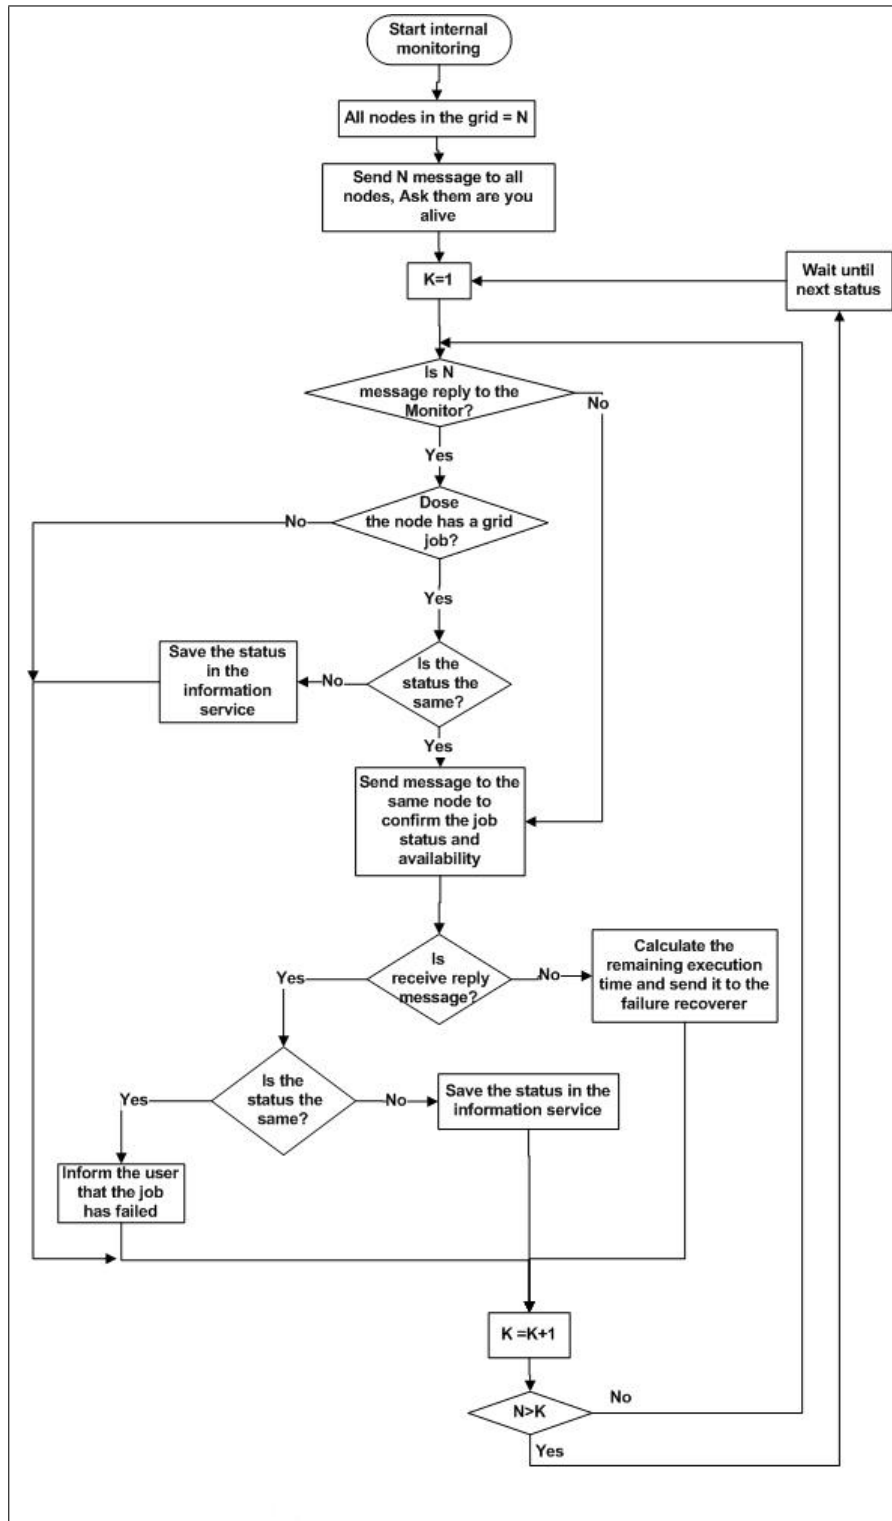 Start internal
monitoring
All nodes in the grid = N
Send N message to all
nodes, Ask them are you
alive
K=1
Wait until
next status
Is N
message reply to the
Monitor?
No
Yes
Dose
the node has a grid
job?
No
Yes
Save the status
in the
information
service
No
Is the
status the
same?
Yes
Send message to the
same node to
confirm the job
status and
availability
Is
receive reply
message?
Yes
No
Calculate the
remaining execution
time and send it to the
failure recoverer
Is the
status the
same?
Yes
No
Save the status in the
information service
Inform the user
that the job
has failed
K =K+1
N>K
No
Yes